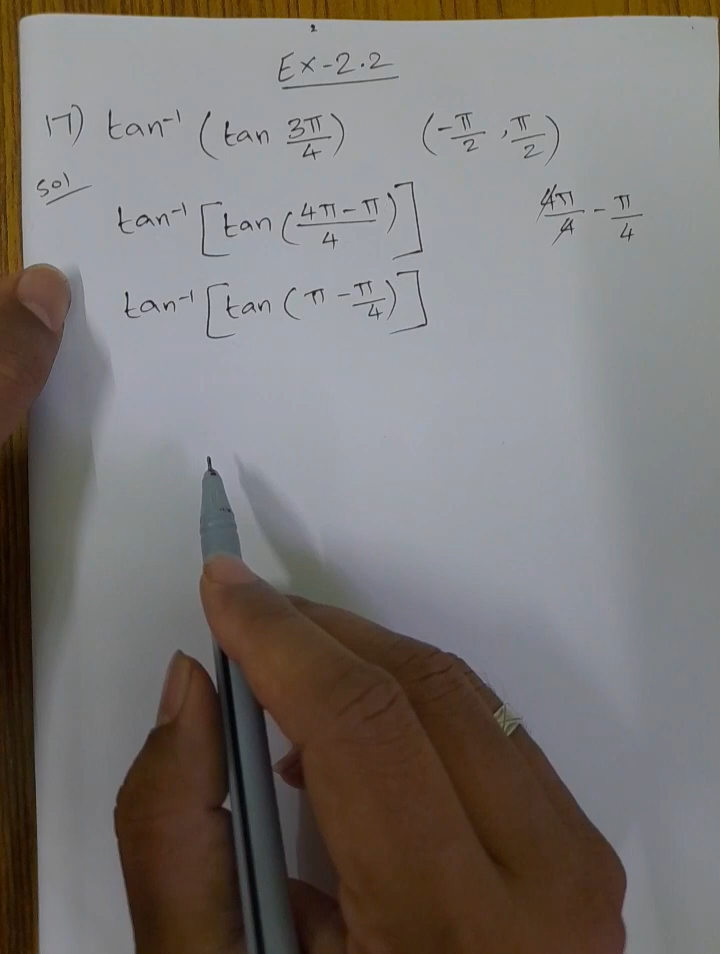 Ex-2.2
17) tan⁻¹ (tan 3π/4) (-π/2, π/2)
Sol
tan⁻¹ [tan (4π-π/4)] 4π/4 - π/4
tan⁻¹ [tan (π - π/4)]